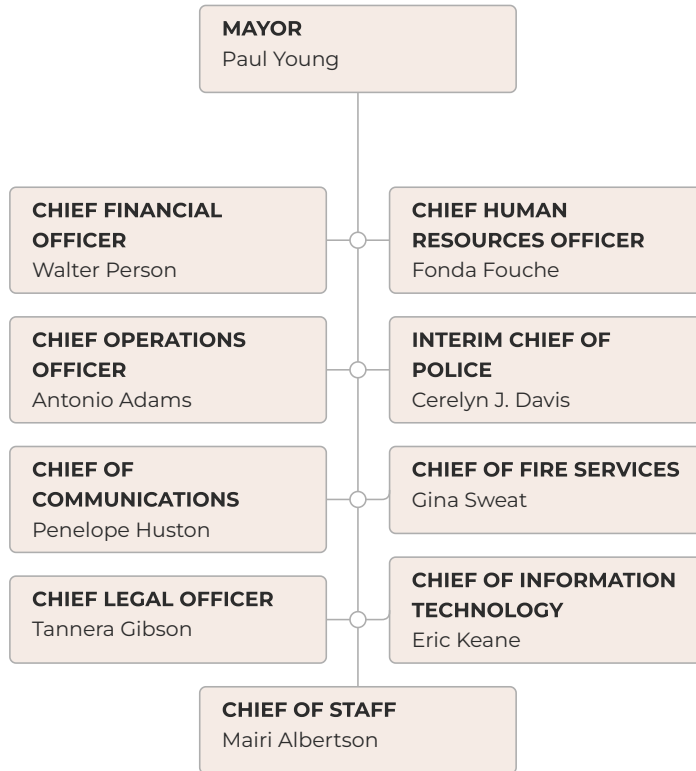 MAYOR
Paul Young
CHIEF FINANCIAL
OFFICER
Walter Person
CHIEF HUMAN
RESOURCES OFFICER
Fonda Fouche
CHIEF OPERATIONS
OFFICER
Antonio Adams
INTERIM CHIEF OF
POLICE
Cerelyn J. Davis
CHIEF OF
COMMUNICATIONS
Penelope Huston
CHIEF OF FIRE SERVICES
Gina Sweat
CHIEF LEGAL OFFICER
Tannera Gibson
CHIEF OF INFORMATION
TECHNOLOGY
Eric Keane
CHIEF OF STAFF
Mairi Albertson